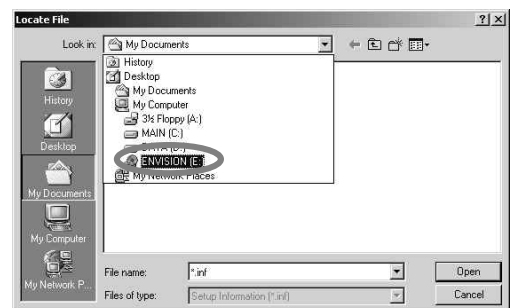 Locate File
Look in:
My Documents
History
Desktop
My Documents
My Computer
3½ Floppy (A:)
MAIN (C:)
DATA (D:)
ENVISION (E:)
My Network Places
History
Desktop
My Documents
My Computer
My Network P...
File name:
*.inf
Open
Files of type:
Setup Information (*.inf)
Cancel